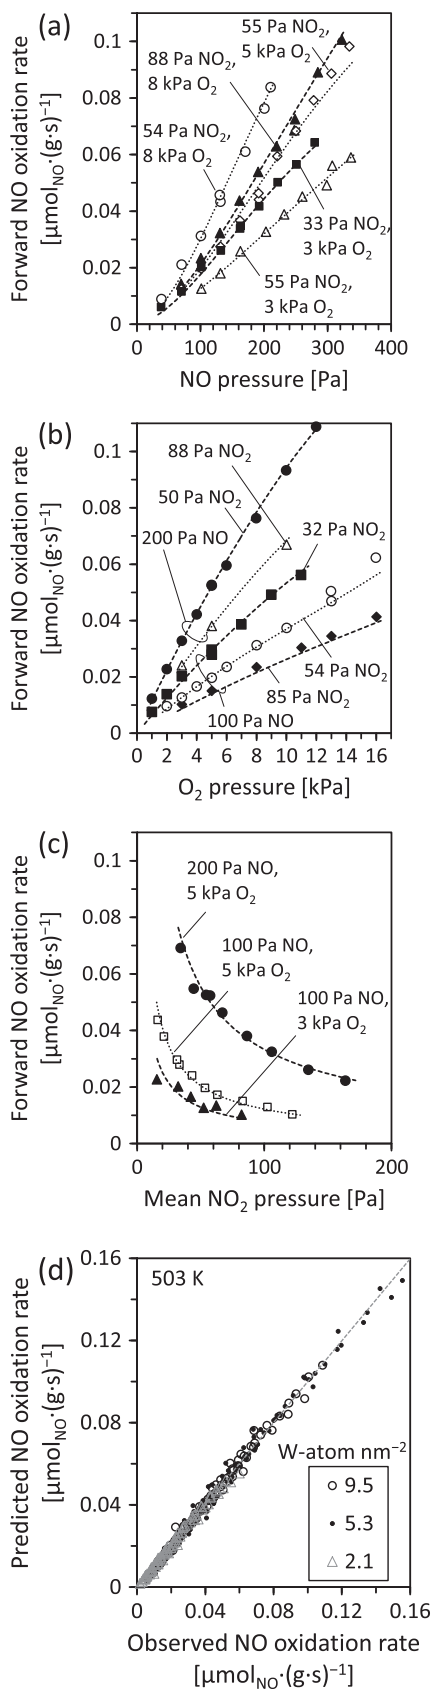 (a)
Forward NO oxidation rate
[μmol_NO·(g·s)⁻¹]
0.1
0.08
0.06
0.04
0.02
0
55 Pa NO₂,
5 kPa O₂
88 Pa NO₂,
8 kPa O₂
54 Pa NO₂,
8 kPa O₂
33 Pa NO₂,
3 kPa O₂
55 Pa NO₂,
3 kPa O₂
0 100 200 300 400
NO pressure [Pa]
(b)
Forward NO oxidation rate
[μmol_NO·(g·s)⁻¹]
0.1
0.08
0.06
0.04
0.02
0
88 Pa NO₂
50 Pa NO₂
200 Pa NO
32 Pa NO₂
54 Pa NO₂
100 Pa NO
85 Pa NO₂
0 2 4 6 8 10 12 14 16
O₂ pressure [kPa]
(c)
Forward NO oxidation rate
[μmol_NO·(g·s)⁻¹]
0.1
0.08
0.06
0.04
0.02
0
200 Pa NO,
5 kPa O₂
100 Pa NO,
5 kPa O₂
100 Pa NO,
3 kPa O₂
0 100 200
Mean NO₂ pressure [Pa]
(d)
503 K
Predicted NO oxidation rate
[μmol_NO·(g·s)⁻¹]
0.16
0.12
0.08
0.04
0
W-atom nm⁻²
9.5
5.3
2.1
0 0.04 0.08 0.12 0.16
Observed NO oxidation rate
[μmol_NO·(g·s)⁻¹]